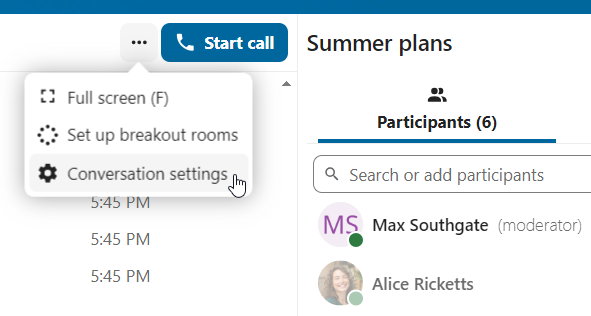 Start call
Full screen (F)
Set up breakout rooms
Conversation settings
5:45 PM
5:45 PM
5:45 PM
Summer plans
Participants (6)
Search or add participants
MS Max Southgate (moderator)
Alice Ricketts